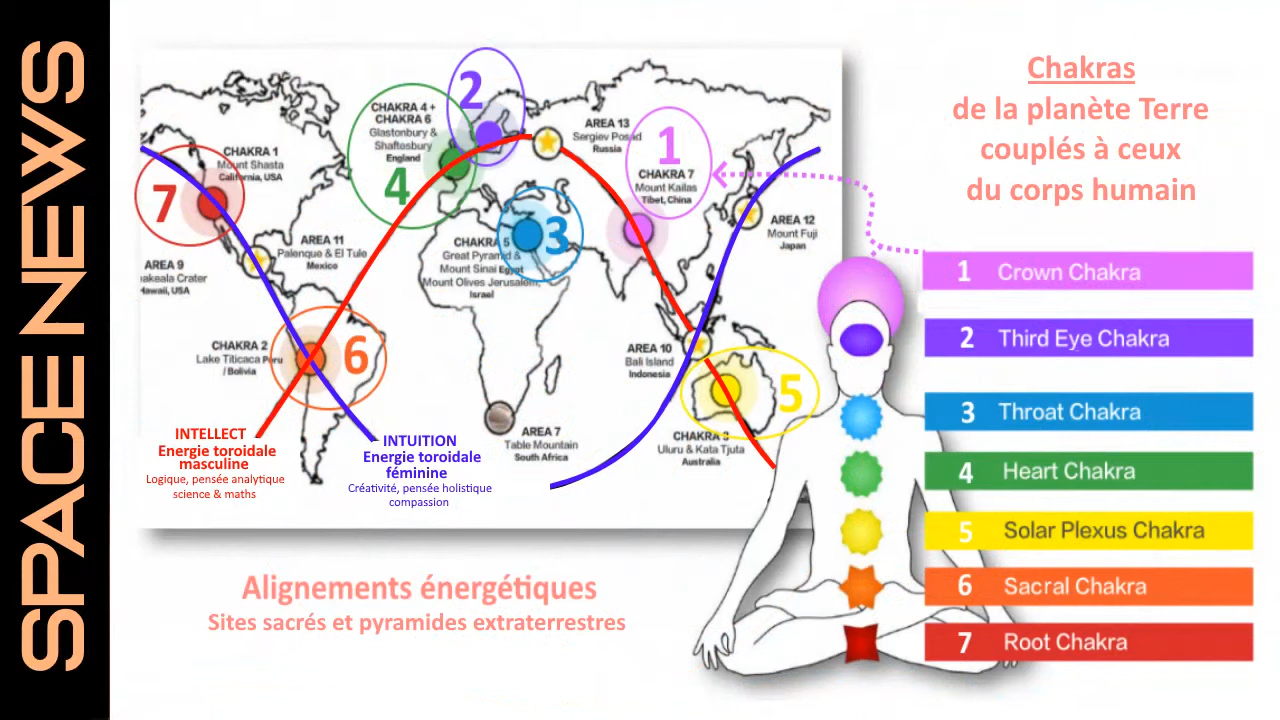 SPACE NEWS
Chakras
de la planète Terre
couplés à ceux
du corps humain
2
CHAKRA 4 +
CHAKRA 6
Glastonbury &
Shaftesbury
England
4
AREA 13
Sergiev Posad
Russia
1
CHAKRA 7
Mount Kailas
Tibet, China
CHAKRA 1
Mount Shasta
California, USA
7
AREA 12
Mount Fuji
Japan
3
CHAKRA 5
Great Pyramid &
Mount Sinai Egypt
Mount Olives Jerusalem,
Israel
AREA 11
Palenque & El Tule
Mexico
AREA 9
akeala Crater
Hawaii, USA
CHAKRA 2
Lake Titicaca Peru
/ Bolivia
6
AREA 10
Bali Island
Indonesia
5
CHAKRA 3
Uluru & Kata Tjuta
Australia
AREA 7
Table Mountain
South Africa
INTELLECT
Energie toroidale
masculine
Logique, pensée analytique
science & maths
INTUITION
Energie toroidale
féminine
Créativité, pensée holistique
compassion
Alignements énergétiques
Sites sacrés et pyramides extraterrestres
1 Crown Chakra
2 Third Eye Chakra
3 Throat Chakra
4 Heart Chakra
5 Solar Plexus Chakra
6 Sacral Chakra
7 Root Chakra